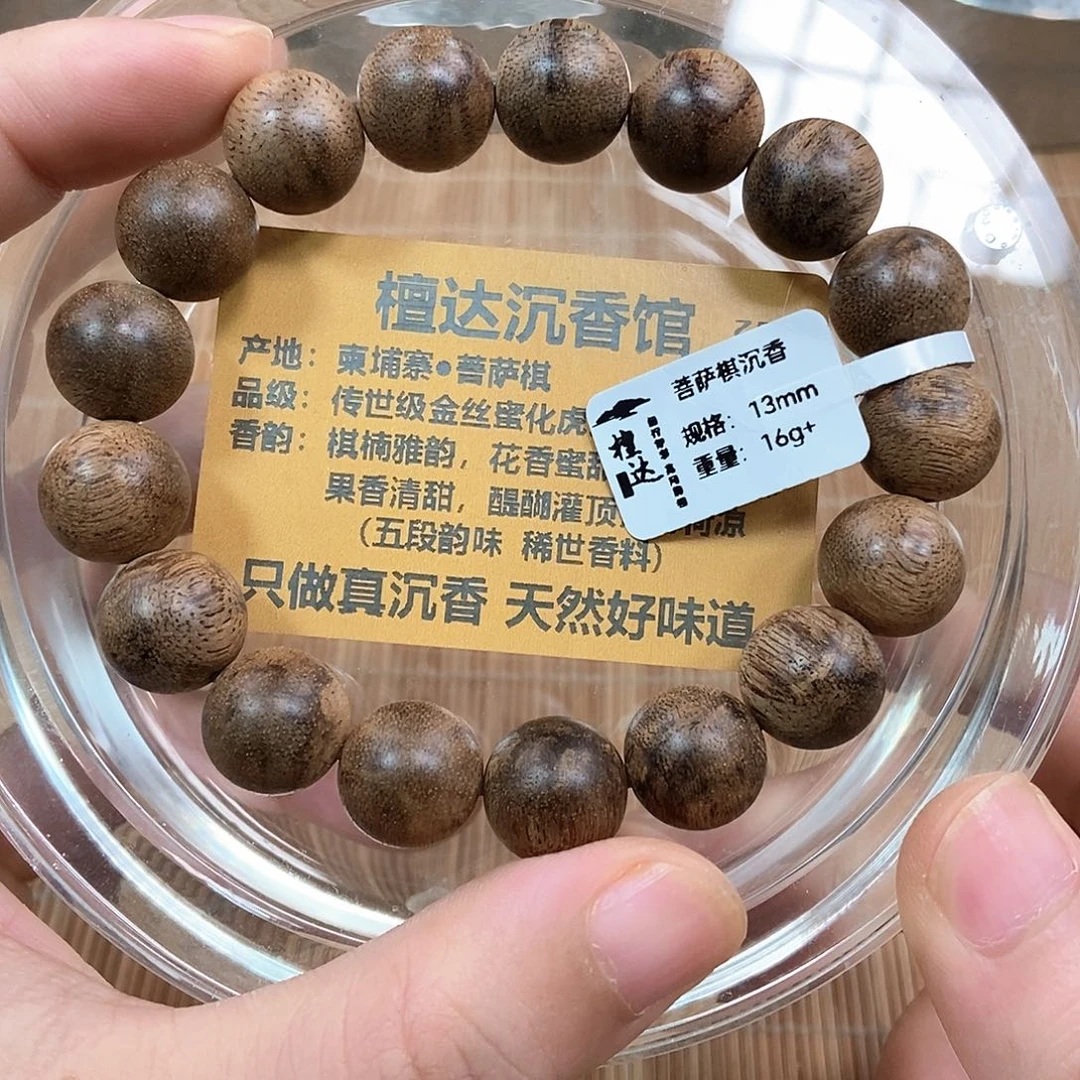 檀达沉香馆
产地：柬埔寨•菩萨棋
品级：传世级金丝蜜化虎
香韵：棋楠雅韵，花香蜜甜
果香清甜，醍醐灌顶
凉
（五段韵味 稀世香料）
只做真沉香 天然好味道
菩萨棋沉香
规格：13mm
重量：16g+
檀达